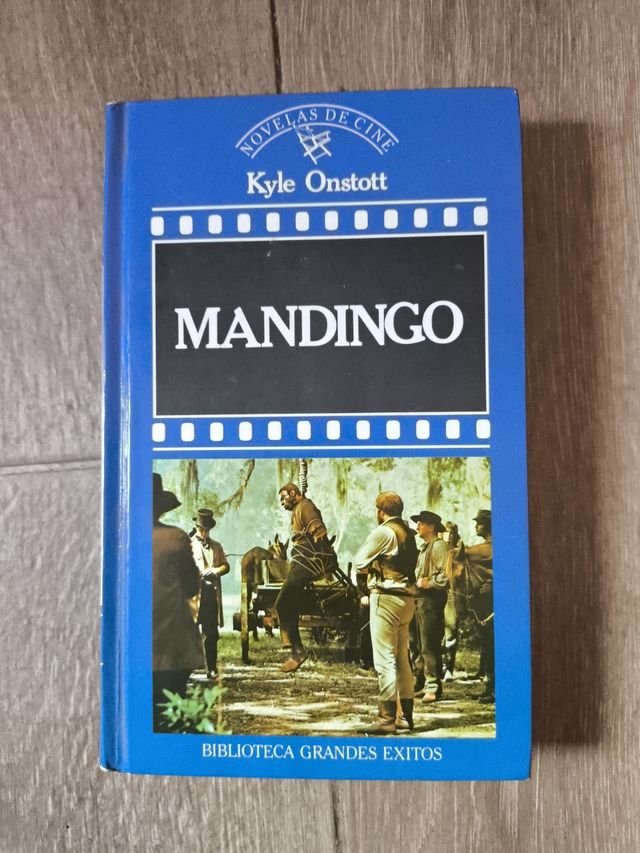 NOVELAS DE CINE
Kyle Onstott
MANDINGO
BIBLIOTECA GRANDES EXITOS